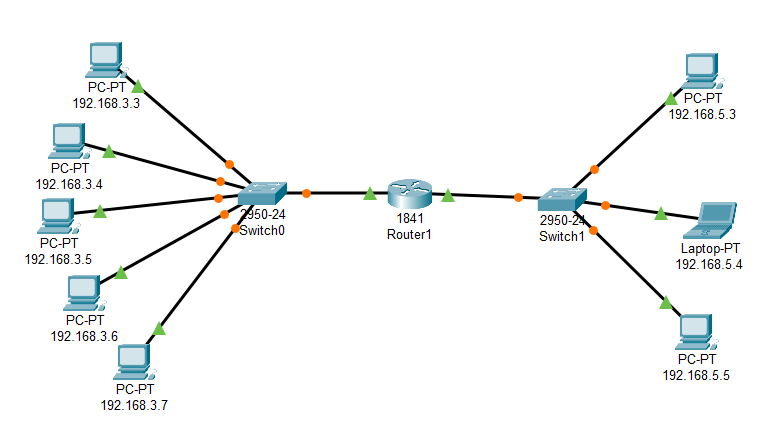 PC-PT
192.168.3.3
PC-PT
192.168.3.4
PC-PT
192.168.3.5
PC-PT
192.168.3.6
PC-PT
192.168.3.7
2950-24
Switch0
1841
Router1
2950-24
Switch1
PC-PT
192.168.5.3
Laptop-PT
192.168.5.4
PC-PT
192.168.5.5